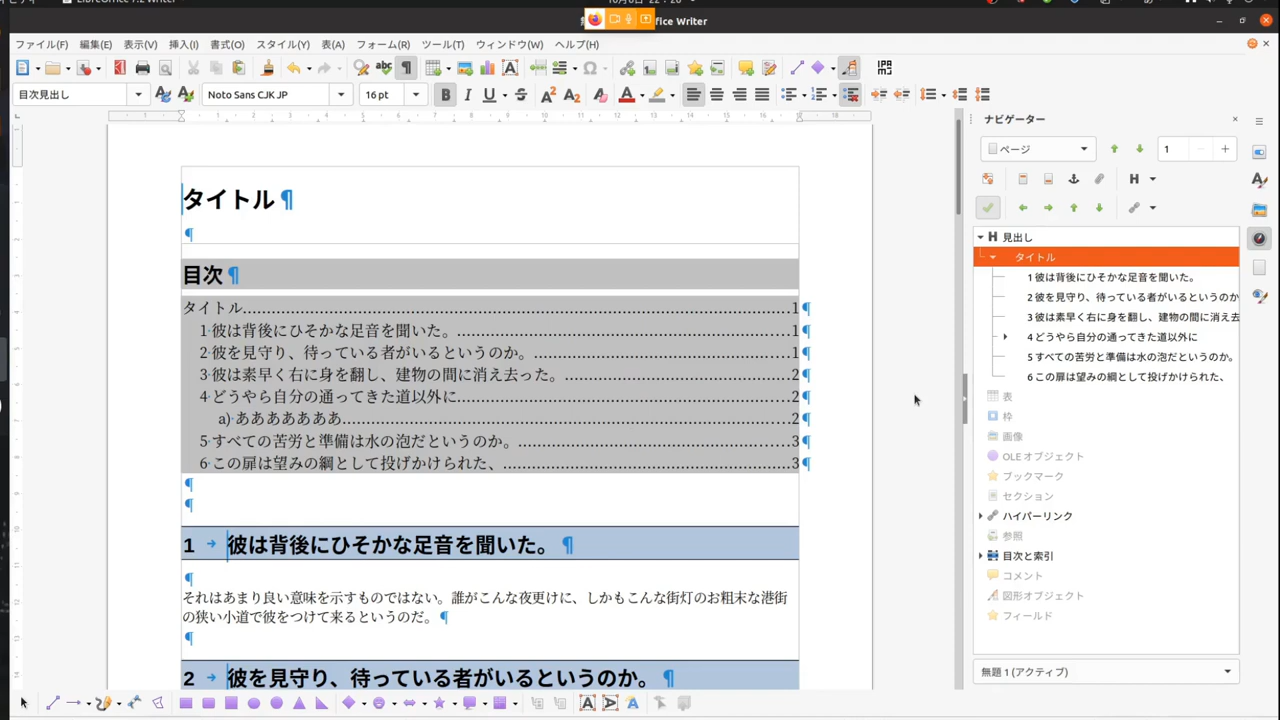 ファイル(F) 編集(E) 表示(V) 挿入(I) 書式(O) スタイル(Y) 表(A) フォーム(R) ツール(T) ウィンドウ(W) ヘルプ(H)
目次見出し Noto Sans CJK JP 16 pt
ナビゲーター
ページ 1
タイトル¶
¶
目次¶
タイトル 1¶
1 彼は背後にひそかな足音を聞いた。 1¶
2 彼を見守り、待っている者がいるというのか。 1¶
3 彼は素早く右に身を翻し、建物の間に消え去った。 2¶
4 どうやら自分の通ってきた道以外に 2¶
a) あああああああ 2¶
5 すべての苦労と準備は水の泡だというのか。 3¶
6 この扉は望みの綱として投げかけられた、 3¶
¶
¶
1 → 彼は背後にひそかな足音を聞いた。¶
¶
それはあまり良い意味を示すものではない。誰がこんな夜更けに、しかもこんな街灯のお粗末な港街
の狭い小道で彼をつけて来るというのだ。¶
¶
2 → 彼を見守り、待っている者がいるというのか。¶
見出し
タイトル
1 彼は背後にひそかな足音を聞いた。
2 彼を見守り、待っている者がいるというのか
3 彼は素早く右に身を翻し、建物の間に消え去
4 どうやら自分の通ってきた道以外に
5 すべての苦労と準備は水の泡だというのか。
6 この扉は望みの綱として投げかけられた、
表
枠
画像
OLE オブジェクト
ブックマーク
セクション
ハイパーリンク
参照
目次と索引
コメント
図形オブジェクト
フィールド
無題 1 (アクティブ)